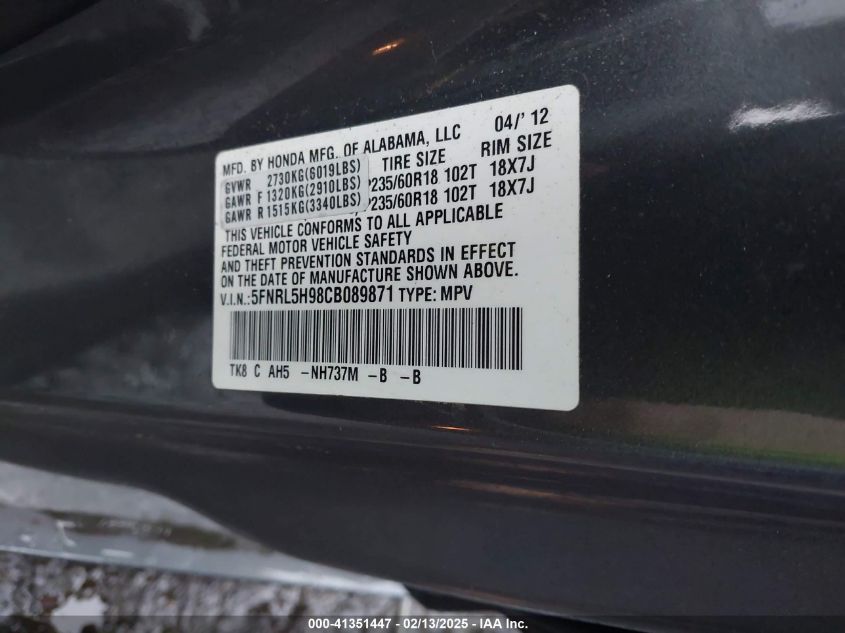 MFD. BY HONDA MFG. OF ALABAMA, LLC 04/' 12
GVWR 2730KG(6019LBS) TIRE SIZE RIM SIZE
GAWR F 1320KG(2910LBS) P235/60R18 102T 18X7J
GAWR R 1515KG(3340LBS) P235/60R18 102T 18X7J
THIS VEHICLE CONFORMS TO ALL APPLICABLE
FEDERAL MOTOR VEHICLE SAFETY
AND THEFT PREVENTION STANDARDS IN EFFECT
ON THE DATE OF MANUFACTURE SHOWN ABOVE.
V.I.N.:5FNRL5H98CB089871 TYPE: MPV
TK8 C AH5 -NH737M -B -B
000-41351447 - 02/13/2025 - IAA Inc.